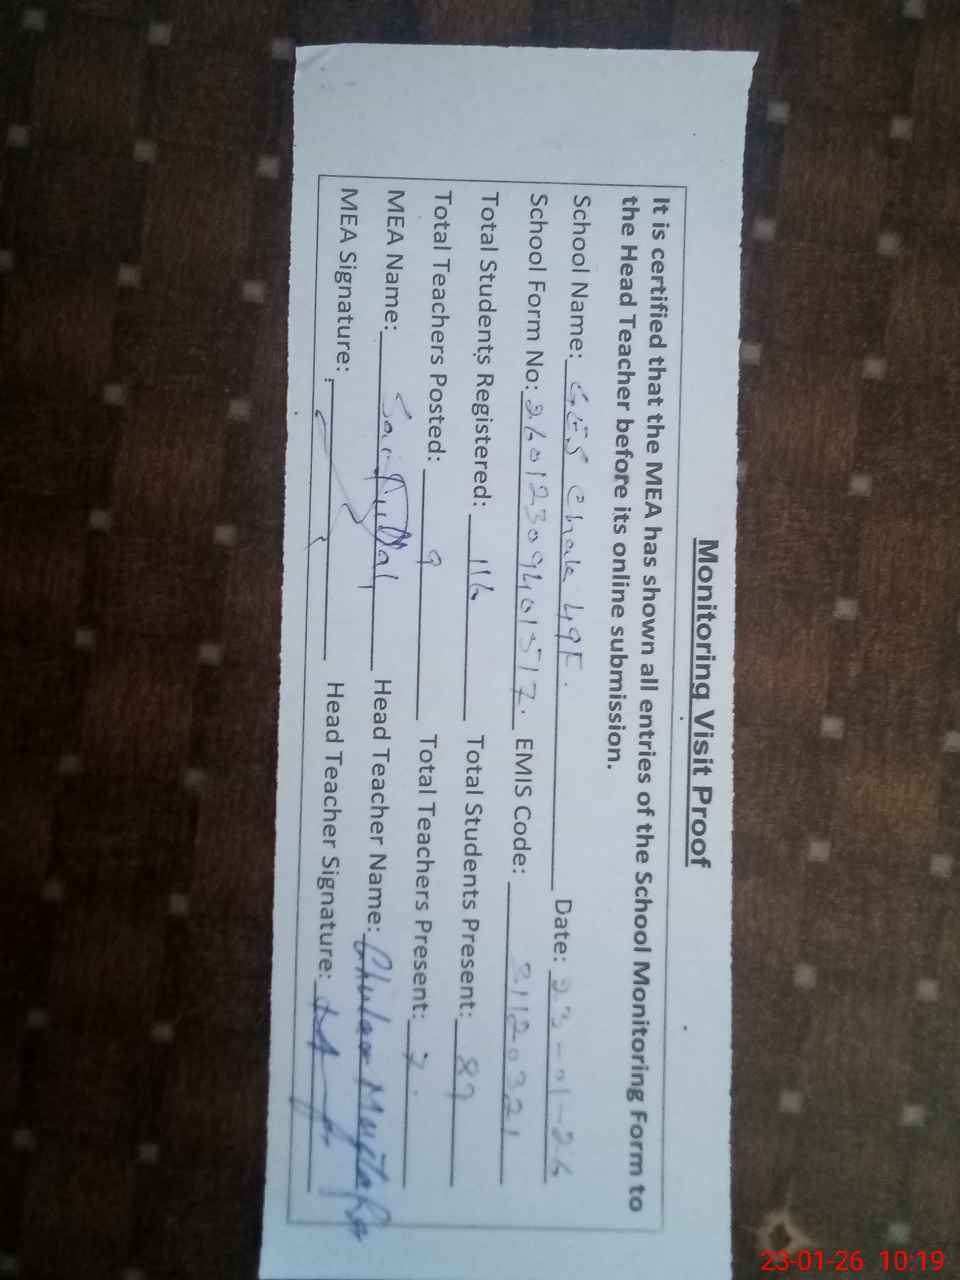 Monitoring Visit Proof
It is certified that the MEA has shown all entries of the School Monitoring Form to
the Head Teacher before its online submission.
School Name: GES Chak 49F. Date: 23-01-26
School Form No: 26012309401517. EMIS Code: 31120321
Total Students Registered: 116 Total Students Present: 89
Total Teachers Posted: 9 Total Teachers Present: 7.
MEA Name: Head Teacher Name: Ghulam Mustafa
MEA Signature: Head Teacher Signature:
23-01-26 10:19